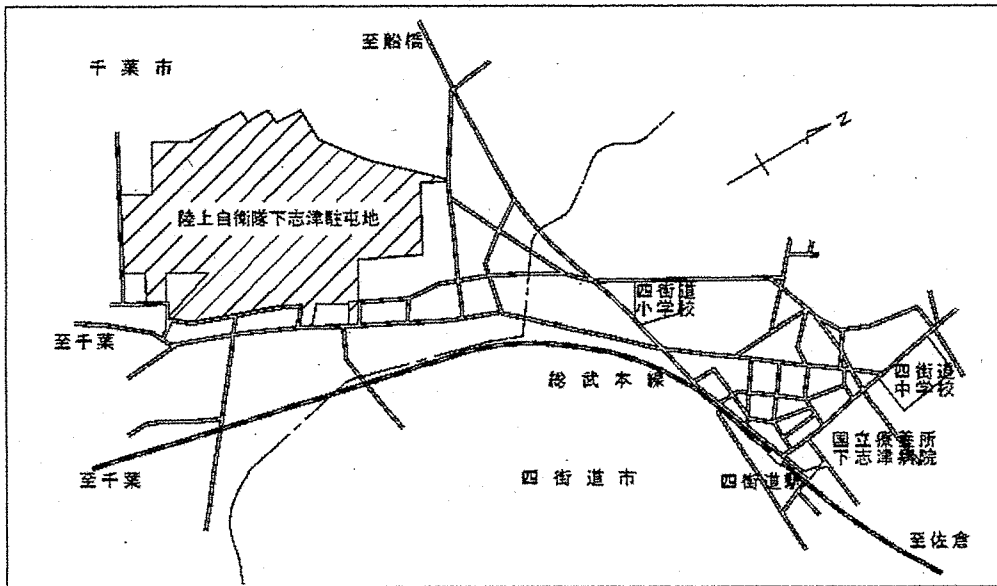 至船橋
千葉市
N
陸上自衛隊下志津駐屯地
四街道
小学校
至千葉
総武本線
四街道
中学校
国立療養所
下志津病院
至千葉
四街道市
四街道駅
至佐倉